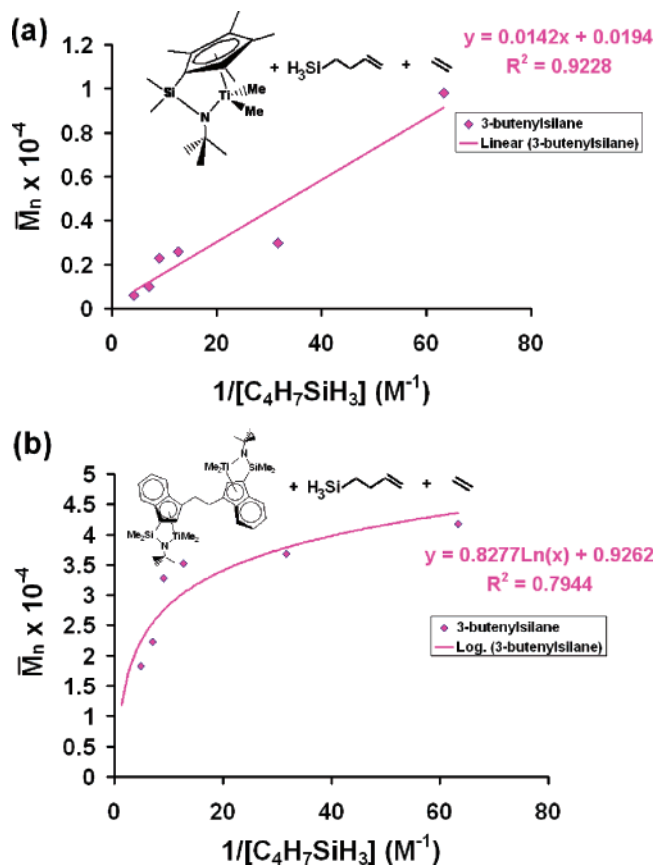 (a)
y = 0.0142x + 0.0194
R² = 0.9228
Si
N
Ti
Me
Me
+ H₃Si + 
3-butenylsilane
Linear (3-butenylsilane)
M̅n x 10⁻⁴
1.2
1
0.8
0.6
0.4
0.2
0
0 20 40 60 80
1/[C₄H₇SiH₃] (M⁻¹)
(b)
N
Me₂Ti
SiMe₂
Me₂Si
TiMe₂
N
+ H₃Si +
y = 0.8277Ln(x) + 0.9262
R² = 0.7944
3-butenylsilane
Log. (3-butenylsilane)
M̅n x 10⁻⁴
5
4.5
4
3.5
3
2.5
2
1.5
1
0.5
0
0 20 40 60 80
1/[C₄H₇SiH₃] (M⁻¹)